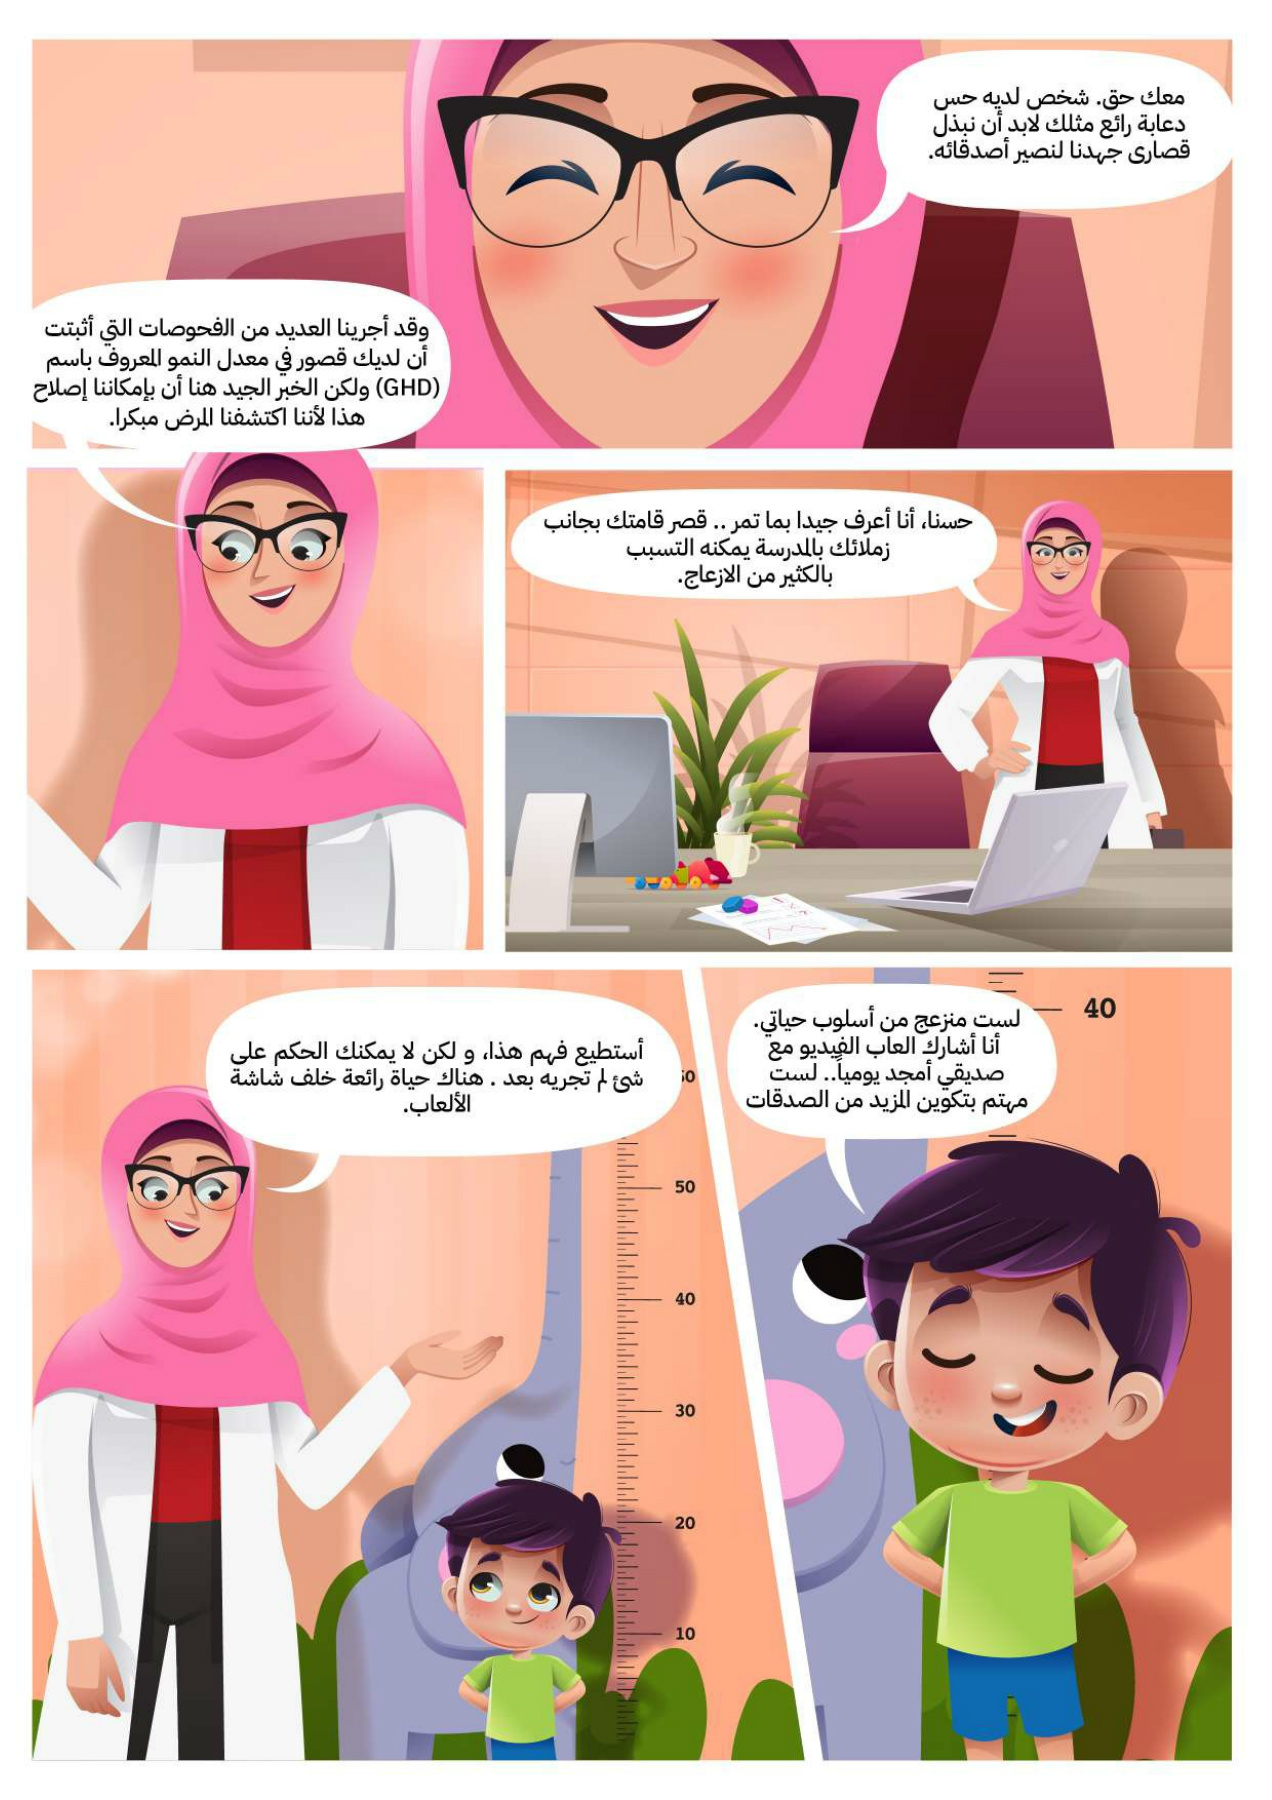 معك حق. شخص لديه حس
دعابة رائع مثلك لابد أن نبذل
قصارى جهدنا لنصير أصدقائه.
حسنا، أنا أعرف جيدا بما تمر .. قصر قامتك بجانب
زملائك بالمدرسة يمكنه التسبب
بالكثير من الازعاج.
وقد أجرينا العديد من الفحوصات التي أثبتت
أن لديك قصور في معدل النمو المعروف باسم
(GHD) ولكن الخبر الجيد هنا أن بإمكاننا إصلاح
هذا لأننا اكتشفنا المرض مبكرا.
لست منزعج من أسلوب حياتي.
أنا أشارك العاب الفيديو مع
صديقي أمجد يومياً.. لست
مهتم بتكوين المزيد من الصدقات
40
أستطيع فهم هذا، و لكن لا يمكنك الحكم على
شئ لم تجربه بعد . هناك حياة رائعة خلف شاشة
الألعاب.
50
40
30
20
10